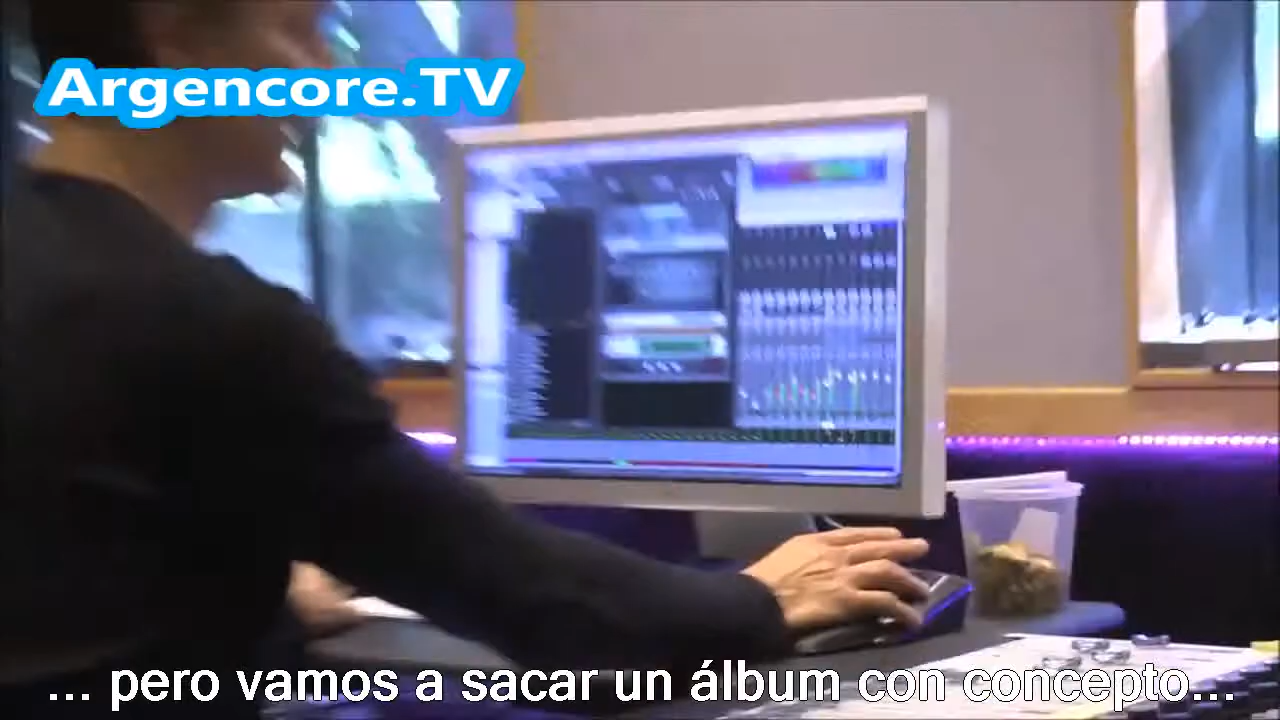 Argencore.TV
... pero vamos a sacar un álbum con concepto...